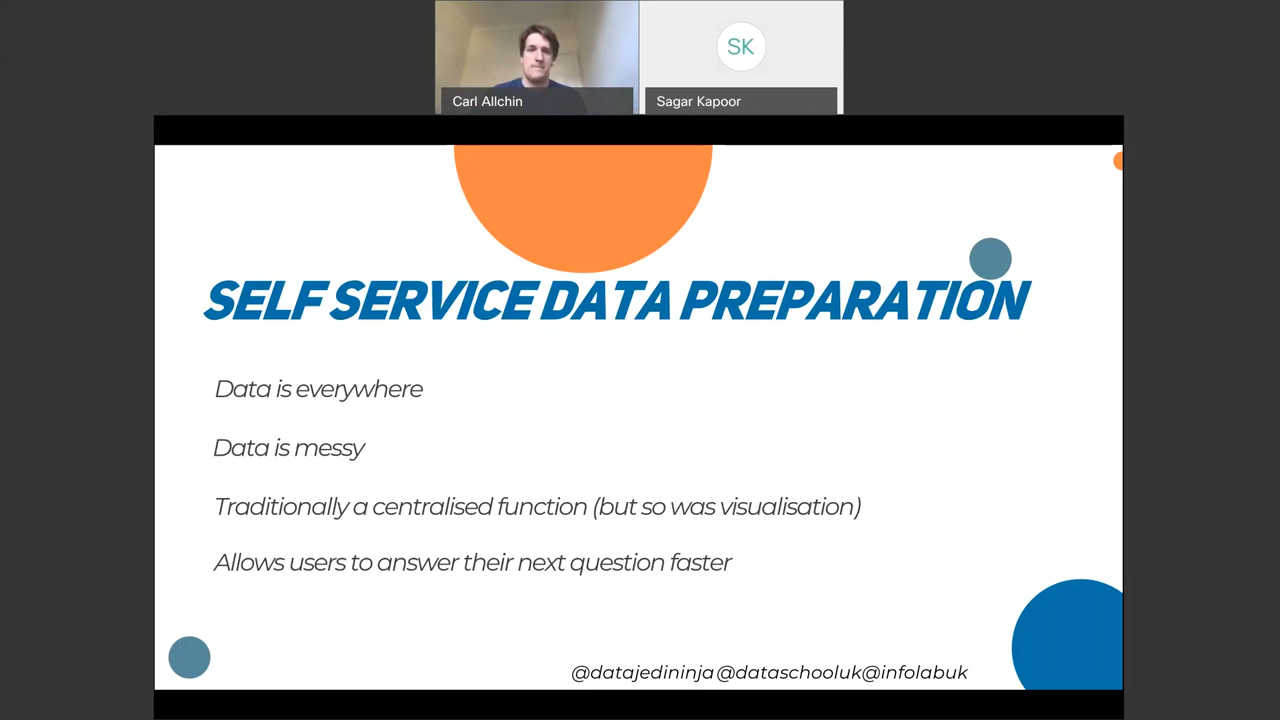 SK
Carl Allchin
Sagar Kapoor
SELF SERVICE DATA PREPARATION
Data is everywhere
Data is messy
Traditionally a centralised function (but so was visualisation)
Allows users to answer their next question faster
@datajedininja @dataschooluk@infolabuk